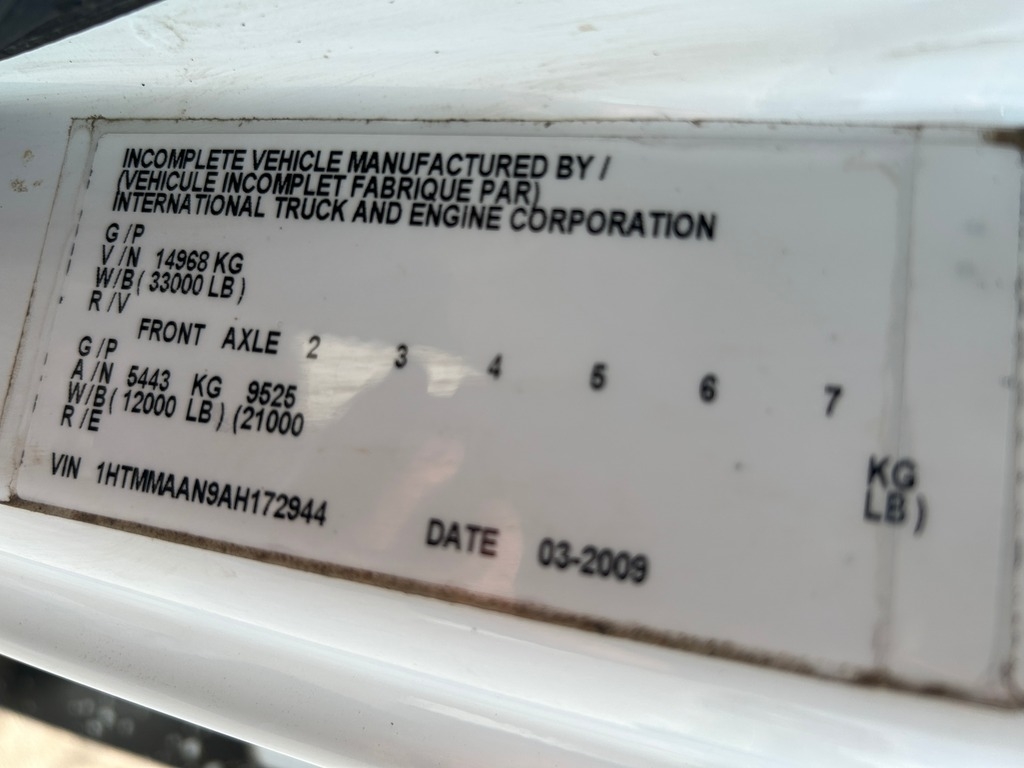 INCOMPLETE VEHICLE MANUFACTURED BY /
(VEHICULE INCOMPLET FABRIQUE PAR)
INTERNATIONAL TRUCK AND ENGINE CORPORATION
G /P
V /N 14968 KG
W/B ( 33000 LB )
R /V
FRONT AXLE 2 3 4 5 6 7
G /P
A /N 5443 KG 9525 KG
W/B ( 12000 LB ) (21000 LB )
R /E
VIN 1HTMMAAN9AH172944
DATE 03-2009